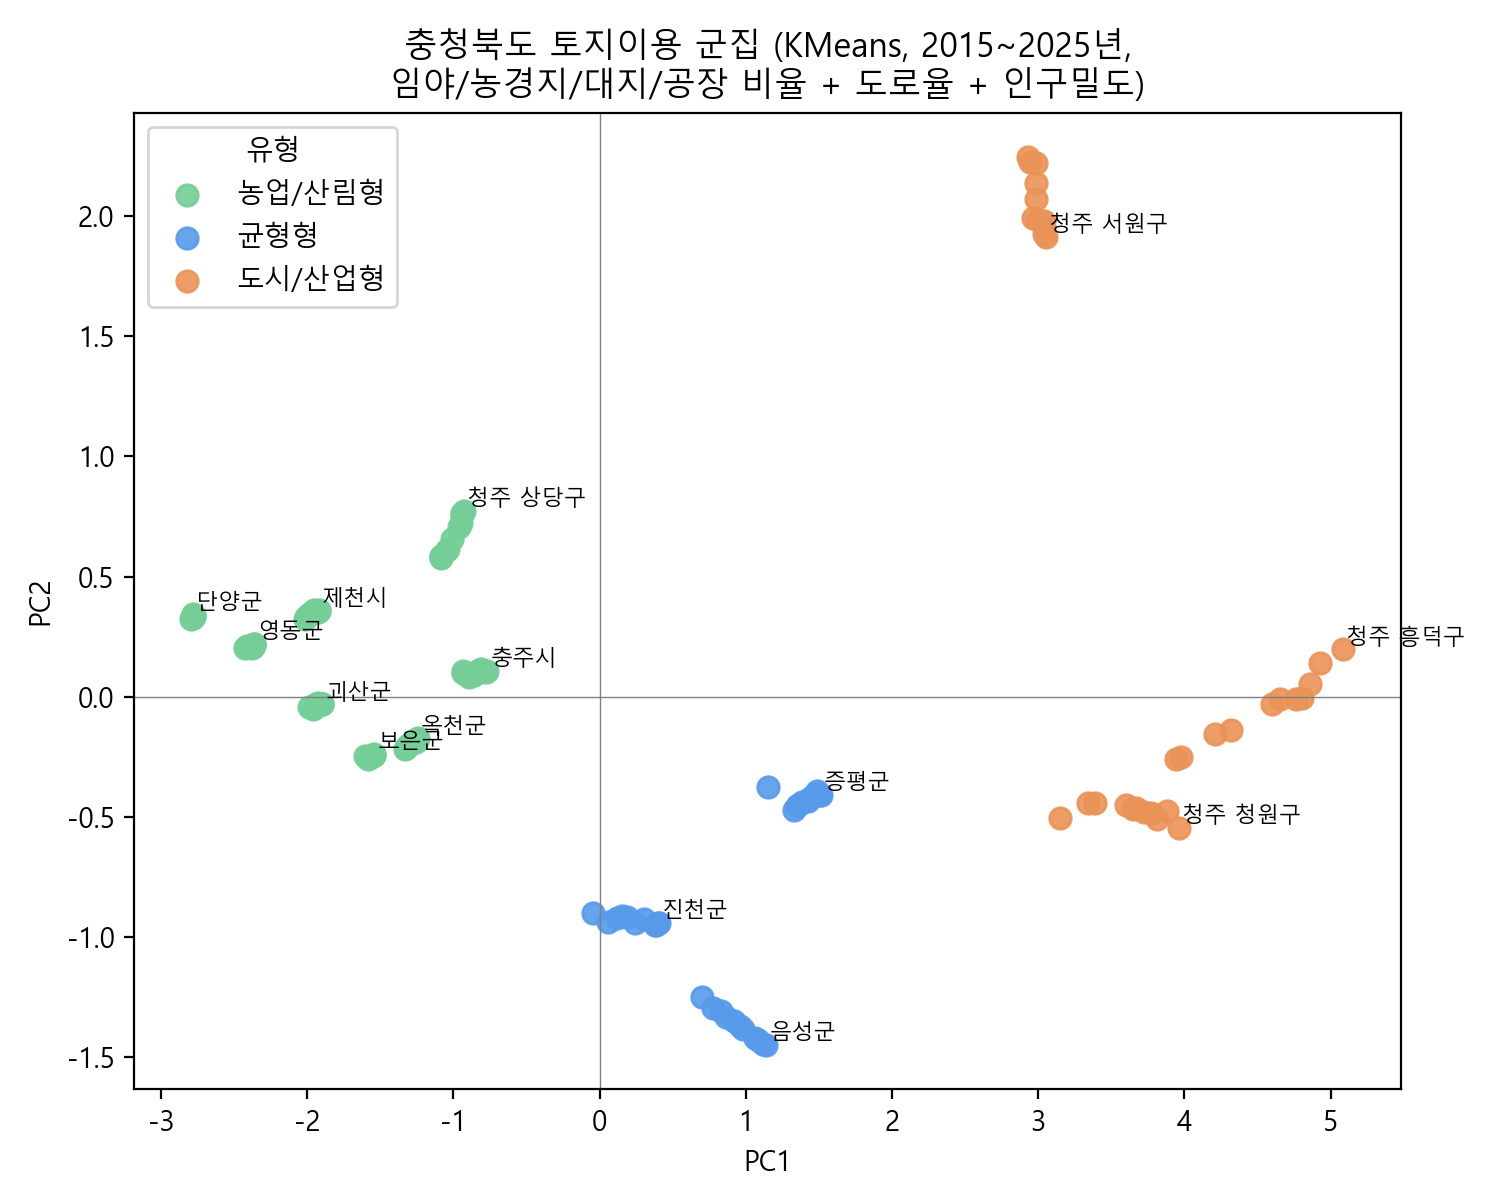 충청북도 토지이용 군집 (KMeans, 2015~2025년,
임야/농경지/대지/공장 비율 + 도로율 + 인구밀도)
유형
농업/산림형
균형형
도시/산업형
청주 서원구
청주 상당구
단양군
제천시
영동군
충주시
괴산군
옥천군
보은군
청주 흥덕구
증평군
청주 청원구
진천군
음성군
PC2
2.0
1.5
1.0
0.5
0.0
-0.5
-1.0
-1.5
-3 -2 -1 0 1 2 3 4 5
PC1